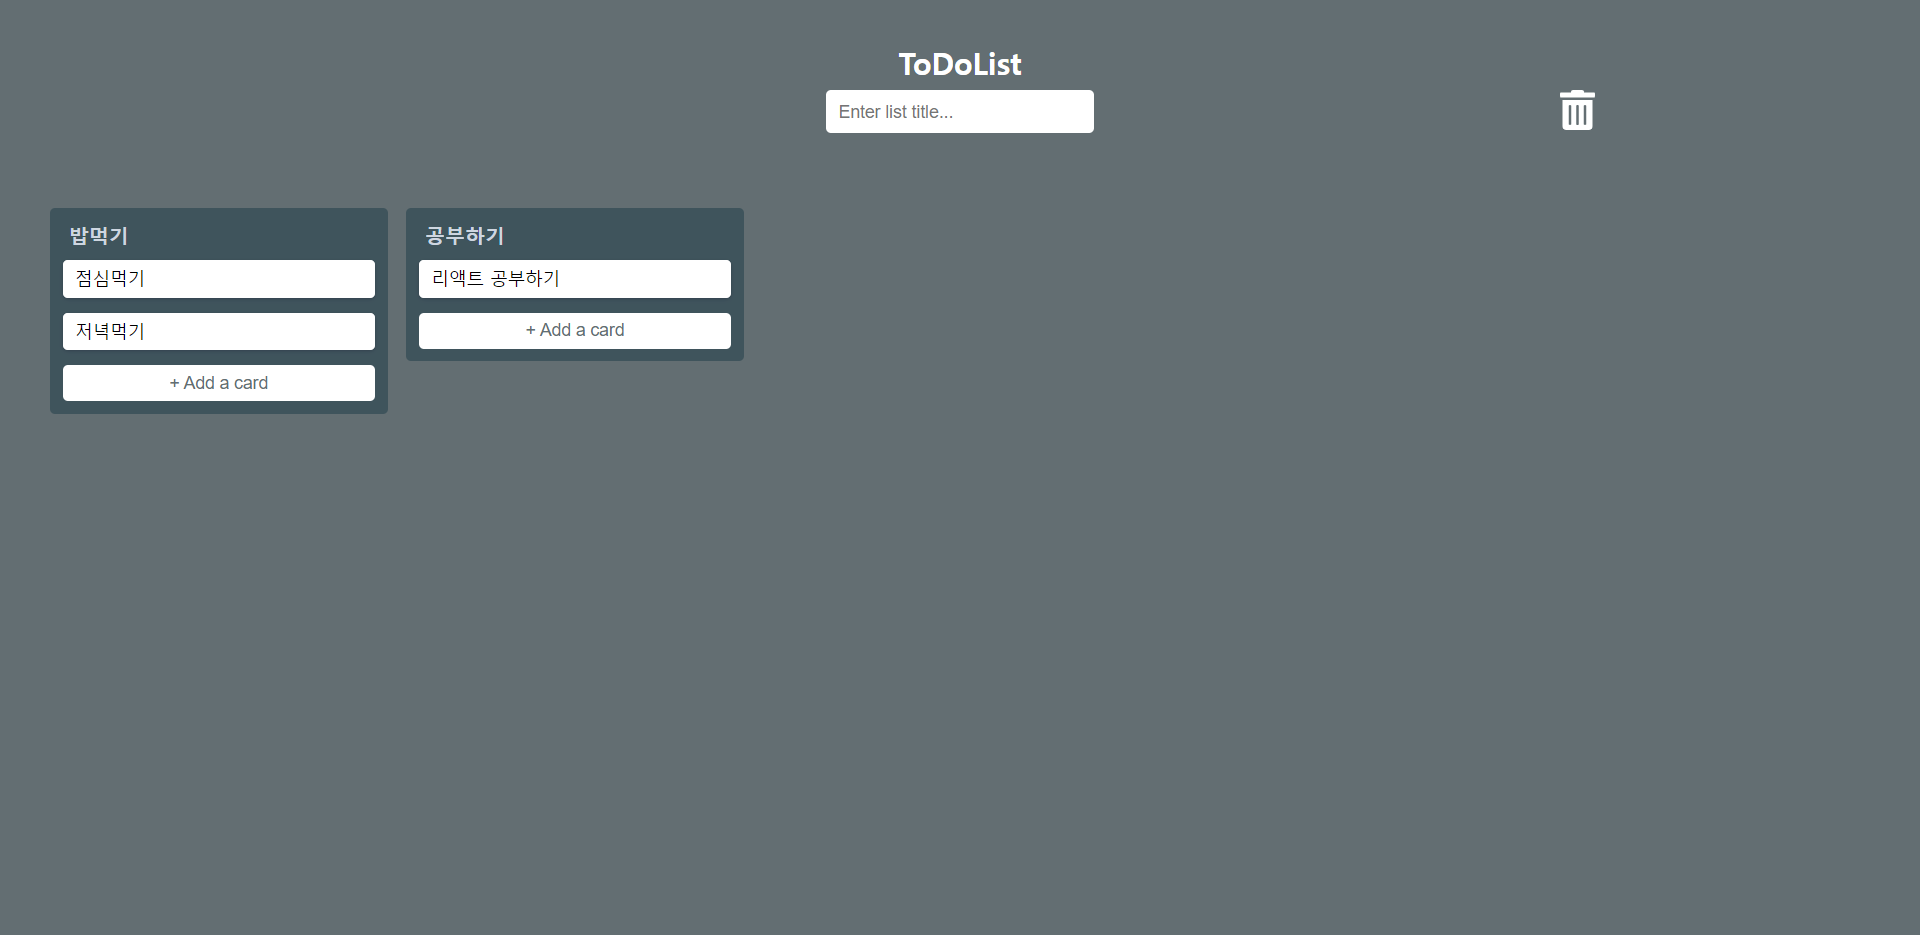 ToDoList
Enter list title...
밥먹기
점심먹기
저녁먹기
+ Add a card
공부하기
리액트 공부하기
+ Add a card